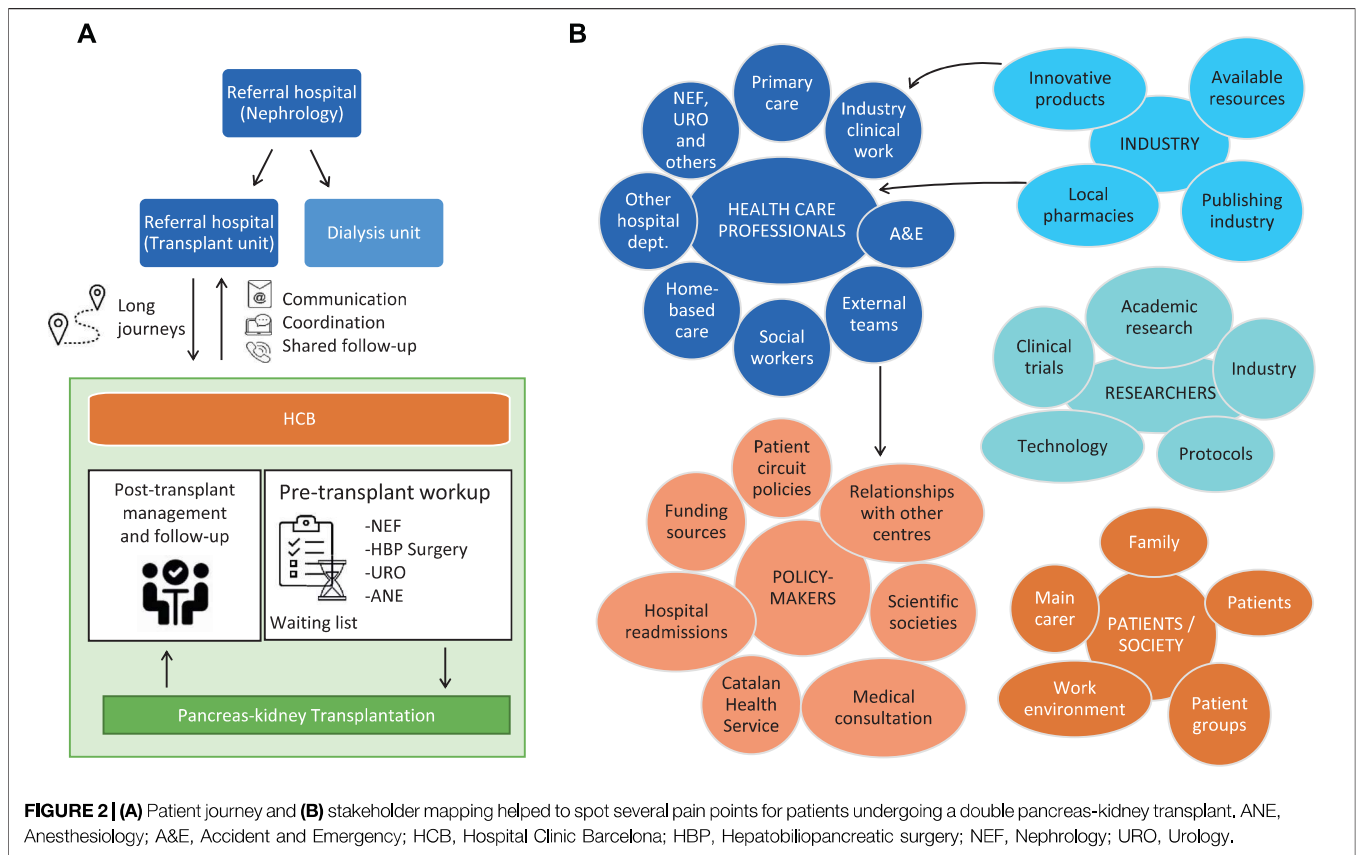 A
Referral hospital
(Nephrology)
Referral hospital
(Transplant unit)
Dialysis unit
Long
journeys
@
Communication
Coordination
Shared follow-up
HCB
Post-transplant
management
and follow-up
Pre-transplant workup
-NEF
-HBP Surgery
-URO
-ANE
Waiting list
Pancreas-kidney Transplantation
B
Primary
care
NEF,
URO
and
others
Industry
clinical
work
Other
hospital
dept.
HEALTH CARE
PROFESSIONALS
A&E
Home-
based
care
Social
workers
External
teams
Innovative
products
Available
resources
INDUSTRY
Local
pharmacies
Publishing
industry
Academic
research
Clinical
trials
Industry
RESEARCHERS
Technology
Protocols
Patient
circuit
policies
Funding
sources
Relationships
with other
centres
POLICY-
MAKERS
Hospital
readmissions
Scientific
societies
Catalan
Health
Service
Medical
consultation
Family
Main
carer
Patients
PATIENTS /
SOCIETY
Work
environment
Patient
groups
FIGURE 2 | (A) Patient journey and (B) stakeholder mapping helped to spot several pain points for patients undergoing a double pancreas-kidney transplant. ANE,
Anesthesiology; A&E, Accident and Emergency; HCB, Hospital Clinic Barcelona; HBP, Hepatobiliopancreatic surgery; NEF, Nephrology; URO, Urology.